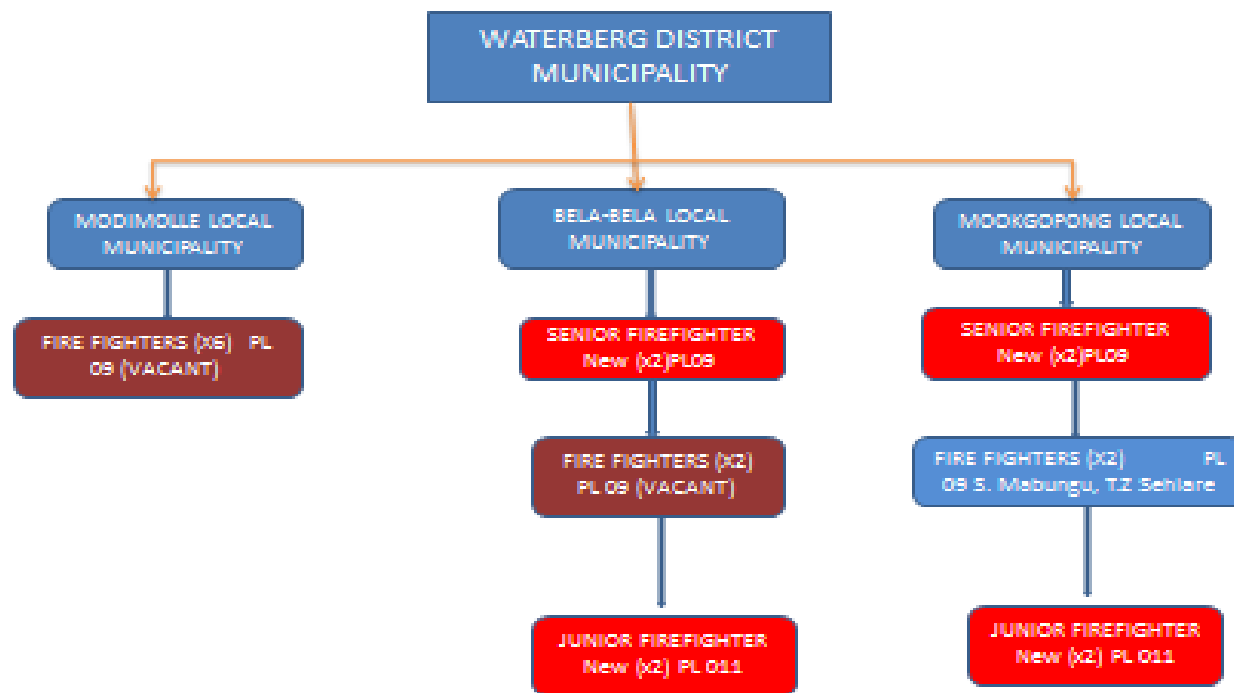 WATERBERG DISTRICT
MUNICIPALITY
MODIMOLLE LOCAL
MUNICIPALITY
FIRE FIGHTERS (X6) PL
09 (VACANT)
BELA-BELA LOCAL
MUNICIPALITY
SENIOR FIREFIGHTER
New (x2)PL09
FIRE FIGHTERS (X2)
PL 09 (VACANT)
JUNIOR FIREFIGHTER
New (x2) PL 011
MOOKGOPONG LOCAL
MUNICIPALITY
SENIOR FIREFIGHTER
New (x2)PL09
FIRE FIGHTERS (X2) PL
09 S. Mabungu, T.Z Sehlare
JUNIOR FIREFIGHTER
New (x2) PL 011